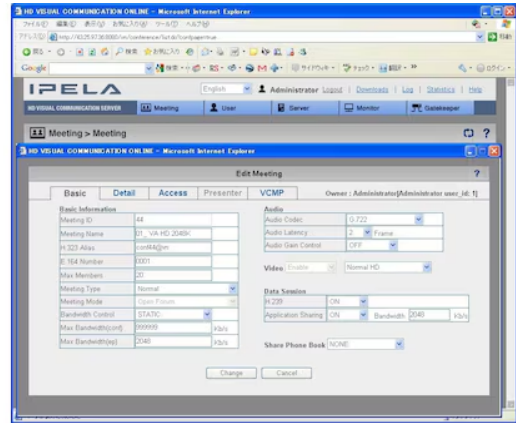 HD VISUAL COMMUNICATION ONLINE - Microsoft Internet Explorer
Google
IPELA
English
Administrator Logout | Downloads | Log | Statistics | Help
HD VISUAL COMMUNICATION SERVER
Meeting
User
Server
Monitor
Gatekeeper
Meeting > Meeting
HD VISUAL COMMUNICATION ONLINE - Microsoft Internet Explorer
Edit Meeting
Basic Detail Access Presenter VCMP Owner : Administrator[Administrator user_id: 1]
Basic Information
Meeting ID 44
Meeting Name 01_ VA HD 2048K
H.323 Alias conf44@m
E.164 Number 0001
Max Members 20
Meeting Type Normal
Meeting Mode Open Forum
Bandwidth Control STATIC
Max Bandwidth(conf) 999999 kb/s
Max Bandwidth(ep) 2048 kb/s
Audio
Audio Codec G.722
Audio Latency 2 Frame
Audio Gain Control OFF
Video Enable Normal HD
Data Session
H.239 ON
Application Sharing ON Bandwidth 2048 kb/s
Share Phone Book NONE
Change Cancel